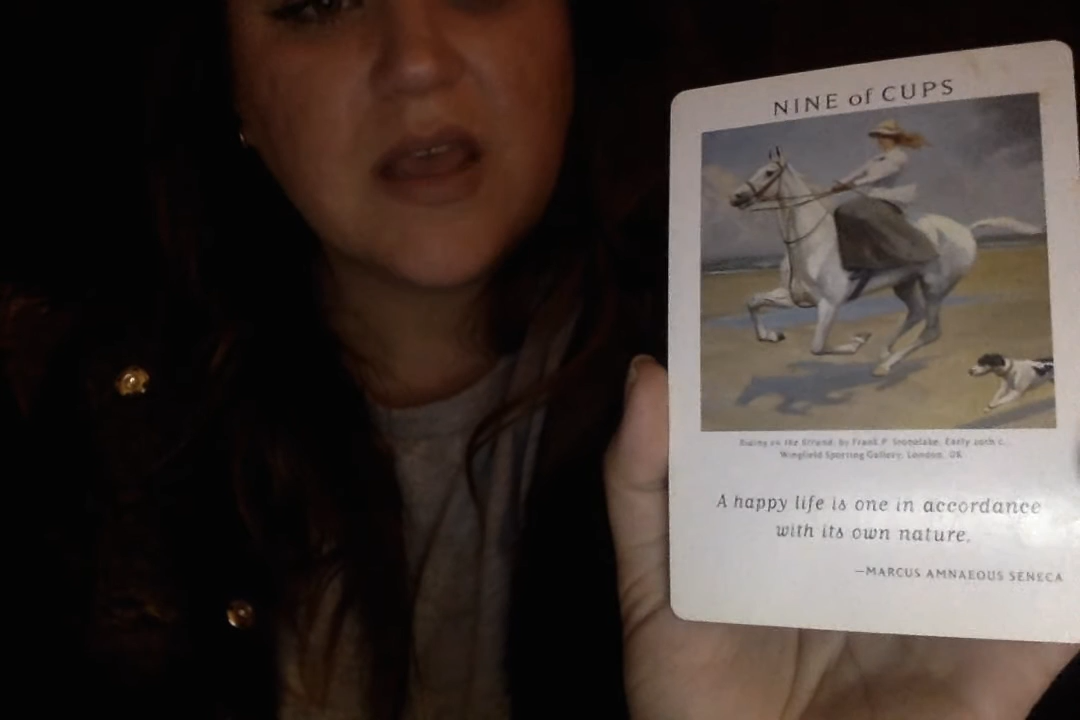 NINE of CUPS
Riding on the Strand, by Frank P. Stonelake, Early 20th c.,
Wingfield Sporting Gallery, London, UK
A happy life is one in accordance
with its own nature.
—MARCUS AMNAEOUS SENECA